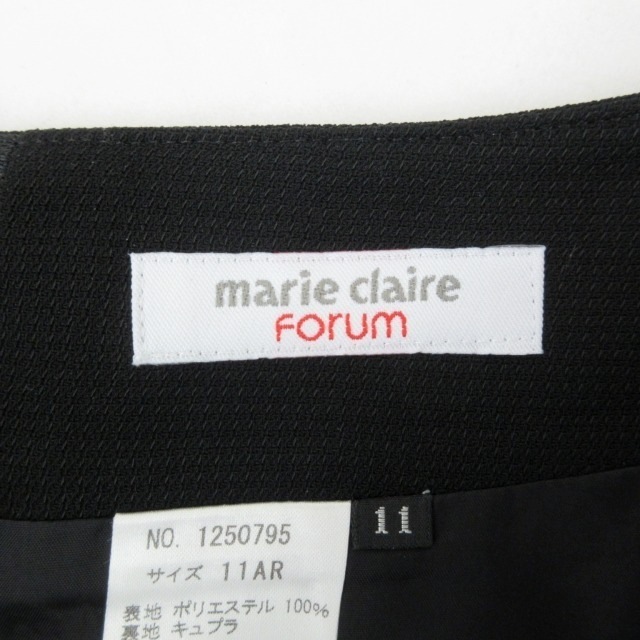 marie claire
FORUM
11
NO. 1250795
サイズ 11AR
表地 ポリエステル 100%
裏地 キュプラ